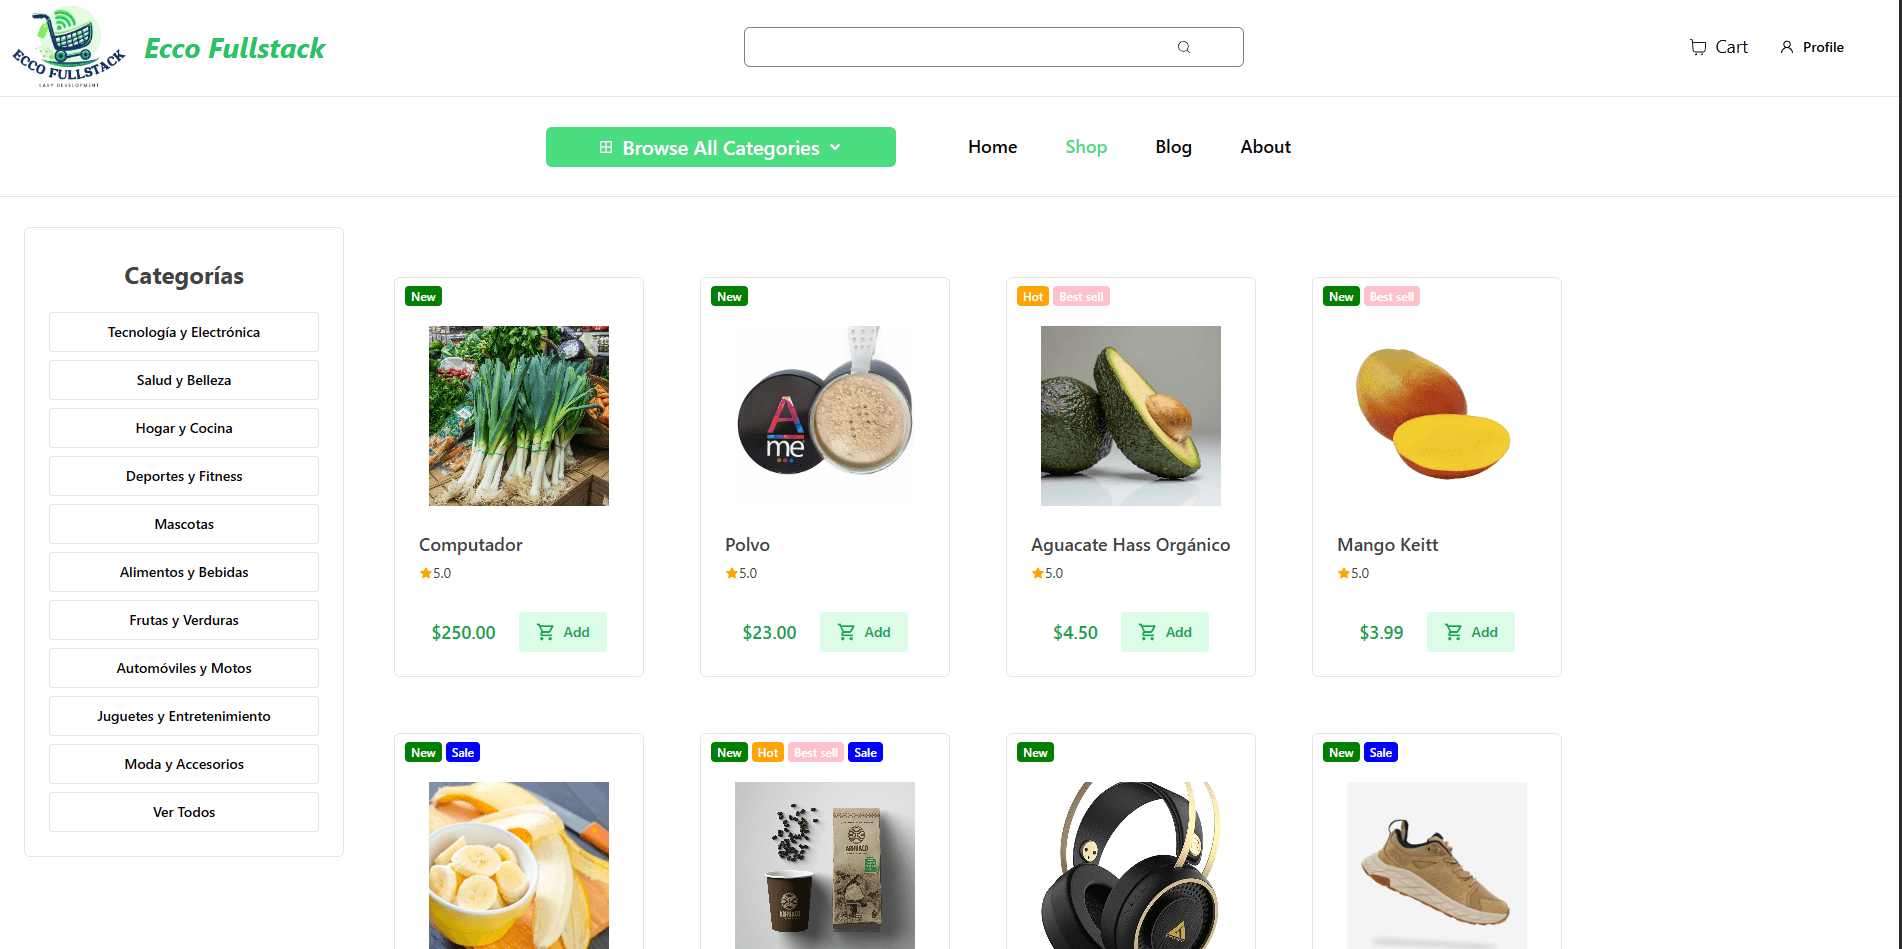 ECCO FULLSTACK
EASY DEVELOPMENT
Ecco Fullstack
Cart
Profile
Browse All Categories
Home
Shop
Blog
About
Categorías
Tecnología y Electrónica
Salud y Belleza
Hogar y Cocina
Deportes y Fitness
Mascotas
Alimentos y Bebidas
Frutas y Verduras
Automóviles y Motos
Juguetes y Entretenimiento
Moda y Accesorios
Ver Todos
New
A
me
Computador
5.0
$250.00
Add
New
Polvo
5.0
$23.00
Add
Hot Best sell
Aguacate Hass Orgánico
5.0
$4.50
Add
New Best sell
Mango Keitt
5.0
$3.99
Add
New Sale
New Hot Best sell Sale
ARHUACO
ARHUACO
New
New Sale